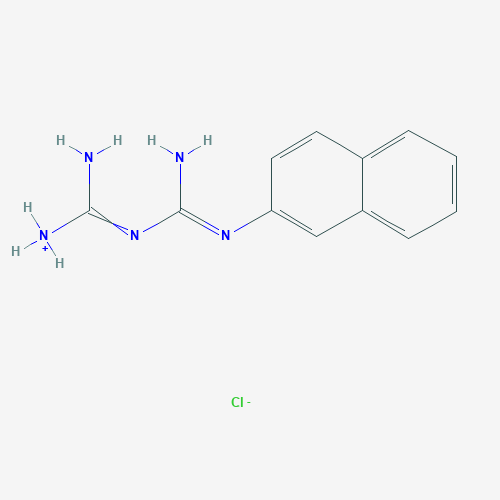 H H H H
N N
H
H N + N N
H
Cl -